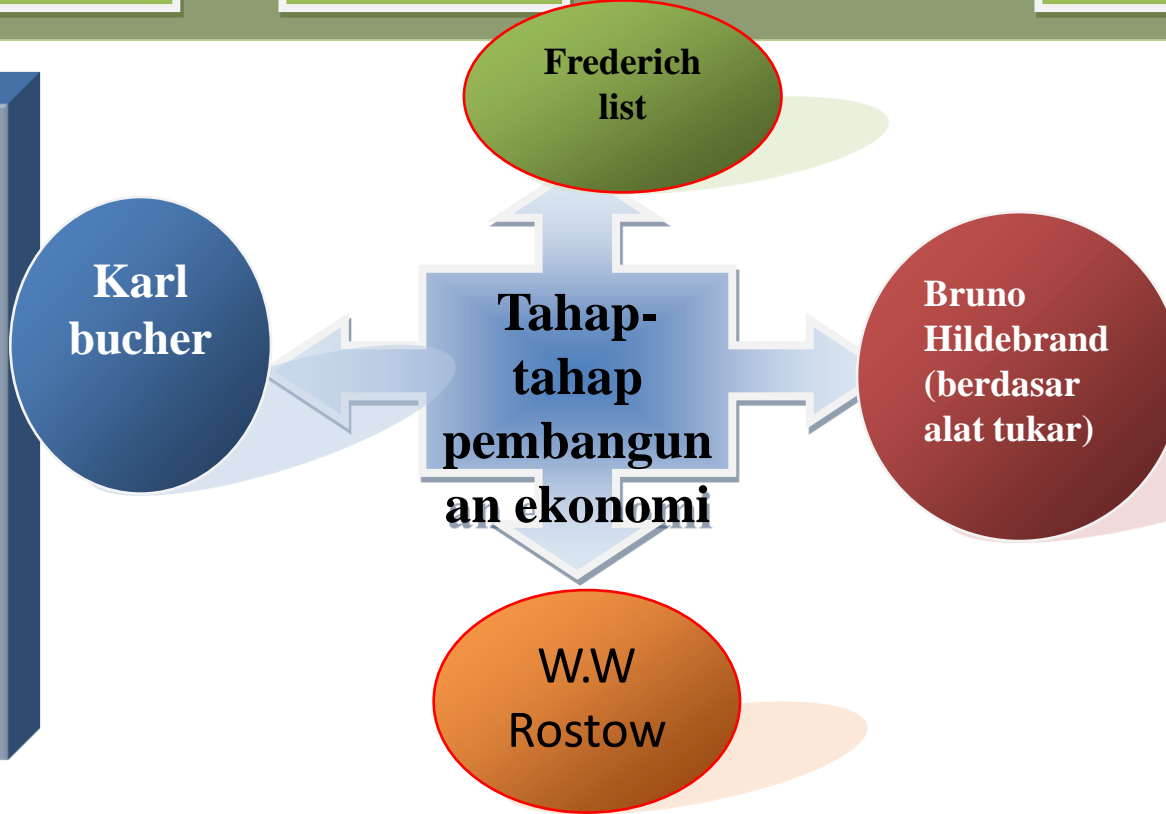 Frederich
list
Karl
bucher
Tahap-
tahap
pembangun
an ekonomi
Bruno
Hildebrand
(berdasar
alat tukar)
W.W
Rostow